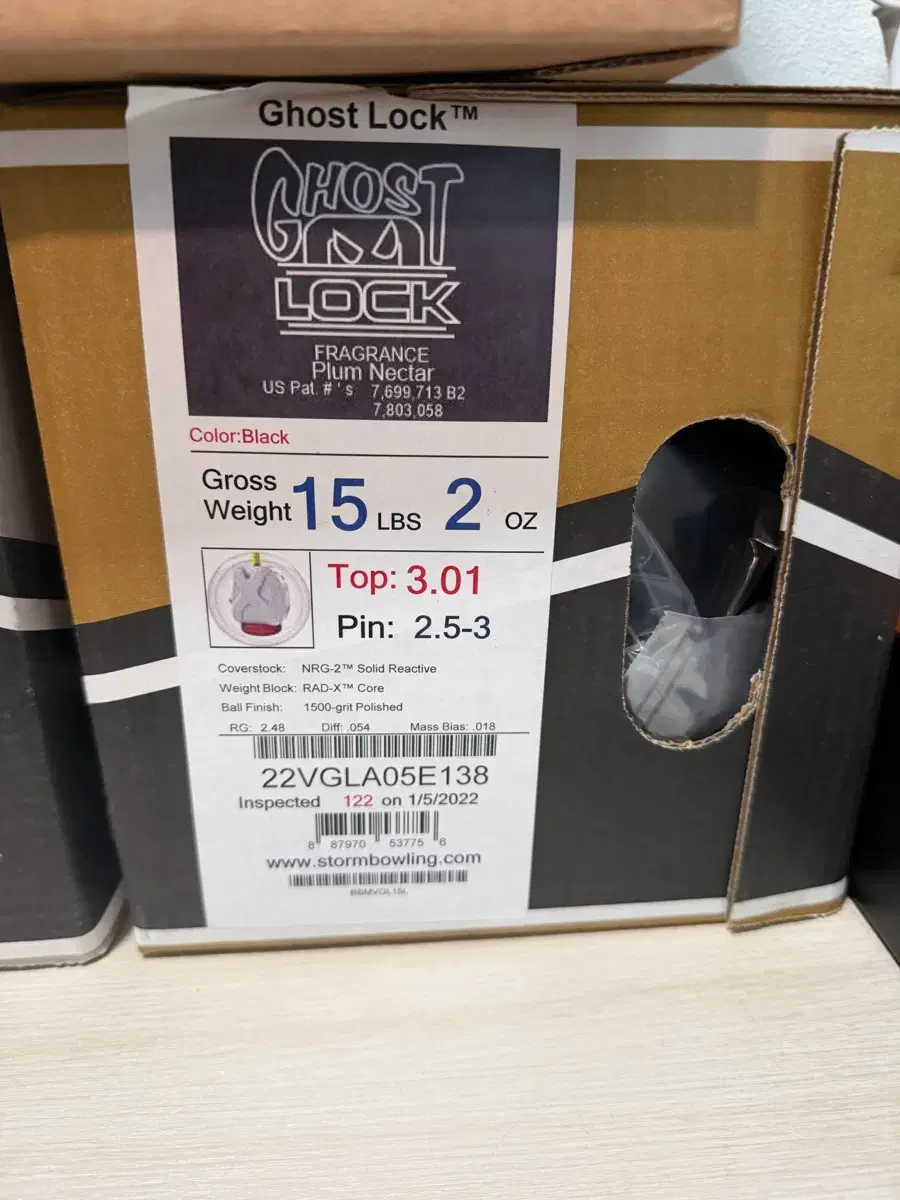 Ghost Lock™
GHOST
LOCK
FRAGRANCE
Plum Nectar
US Pat. #'s 7,699,713 B2
7,803,058
Color:Black
Gross
Weight 15 LBS 2 OZ
Top: 3.01
Pin: 2.5-3
Coverstock: NRG-2™ Solid Reactive
Weight Block: RAD-X™ Core
Ball Finish: 1500-grit Polished
RG: 2.48 Diff: .054 Mass Bias: .018
22VGLA05E138
Inspected 122 on 1/5/2022
8 87970 53775 6
www.stormbowling.com
BBMVGL15L